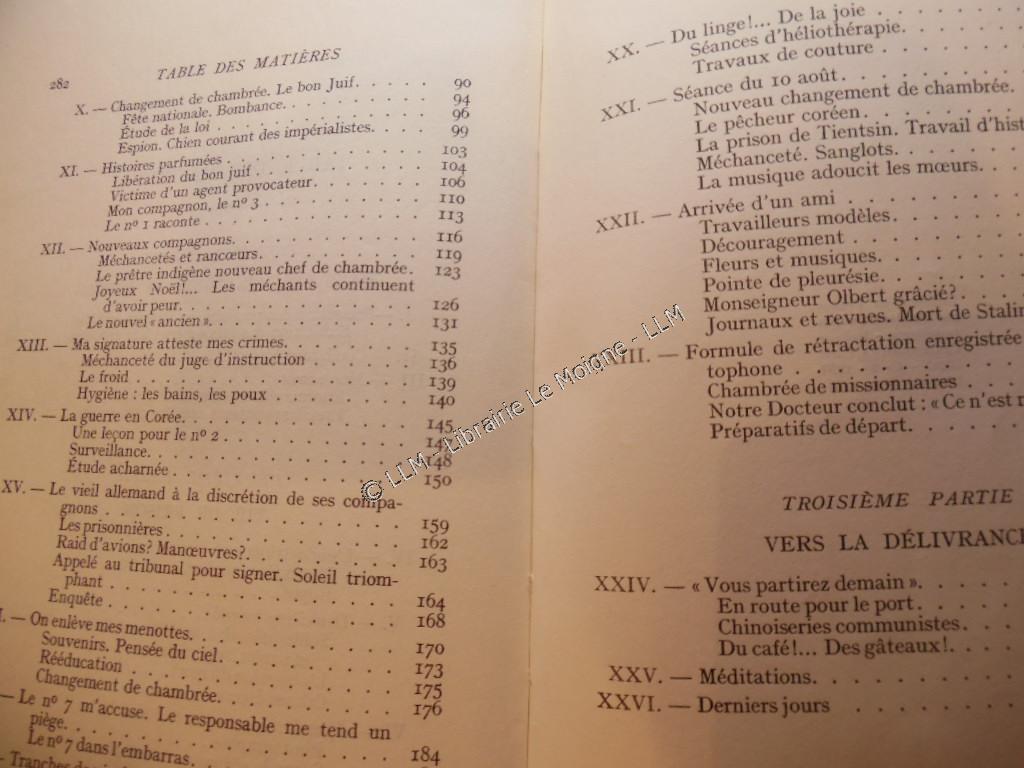 282 TABLE DES MATIÈRES
X. — Changement de chambrée. Le bon Juif. 90
Fête nationale. Bombance. 94
Étude de la loi 96
Espion. Chien courant des impérialistes. 99
XI. — Histoires parfumées 103
Libération du bon juif 104
Victime d'un agent provocateur. 106
Mon compagnon, le nº 3 110
Le nº 1 raconte 113
XII. — Nouveaux compagnons. 116
Méchancetés et rancœurs. 119
Le prêtre indigène nouveau chef de chambrée. 123
Joyeux Noël!... Les méchants continuent
d'avoir peur. 126
Le nouvel « ancien ». 131
XIII. — Ma signature atteste mes crimes. 135
Méchanceté du juge d'instruction 136
Le froid 139
Hygiène : les bains, les poux 140
XIV. — La guerre en Corée. 145
Une leçon pour le nº 2 147
Surveillance. 148
Étude acharnée 150
XV. — Le vieil allemand à la discrétion de ses compa-
gnons 159
Les prisonnières 162
Raid d'avions? Manœuvres?. 163
Appelé au tribunal pour signer. Soleil triom-
phant 164
Enquête 168
I. — On enlève mes menottes. 170
Souvenirs. Pensée du ciel. 173
Rééducation 175
Changement de chambrée. 176
— Le nº 7 m'accuse. Le responsable me tend un
piège. 184
Le nº 7 dans l'embarras.
— Tranches
XX. — Du linge!... De la joie
Séances d'héliothérapie.
Travaux de couture
XXI. — Séance du 10 août.
Nouveau changement de chambrée.
Le pêcheur coréen.
La prison de Tientsin. Travail d'hist
Méchanceté. Sanglots.
La musique adoucit les mœurs.
XXII. — Arrivée d'un ami
Travailleurs modèles.
Découragement
Fleurs et musiques.
Pointe de pleurésie.
Monseigneur Olbert grâcié?.
Journaux et revues. Mort de Stalin
XIII. — Formule de rétractation enregistrée
tophone
Chambrée de missionnaires
Notre Docteur conclut : « Ce n'est
Préparatifs de départ.
TROISIÈME PARTIE
VERS LA DÉLIVRANCE
XXIV. — « Vous partirez demain ».
En route pour le port.
Chinoiseries communistes.
Du café!... Des gâteaux!.
XXV. — Méditations.
XXVI. — Derniers jours
© LLM - Librairie Le Moigne - LLM